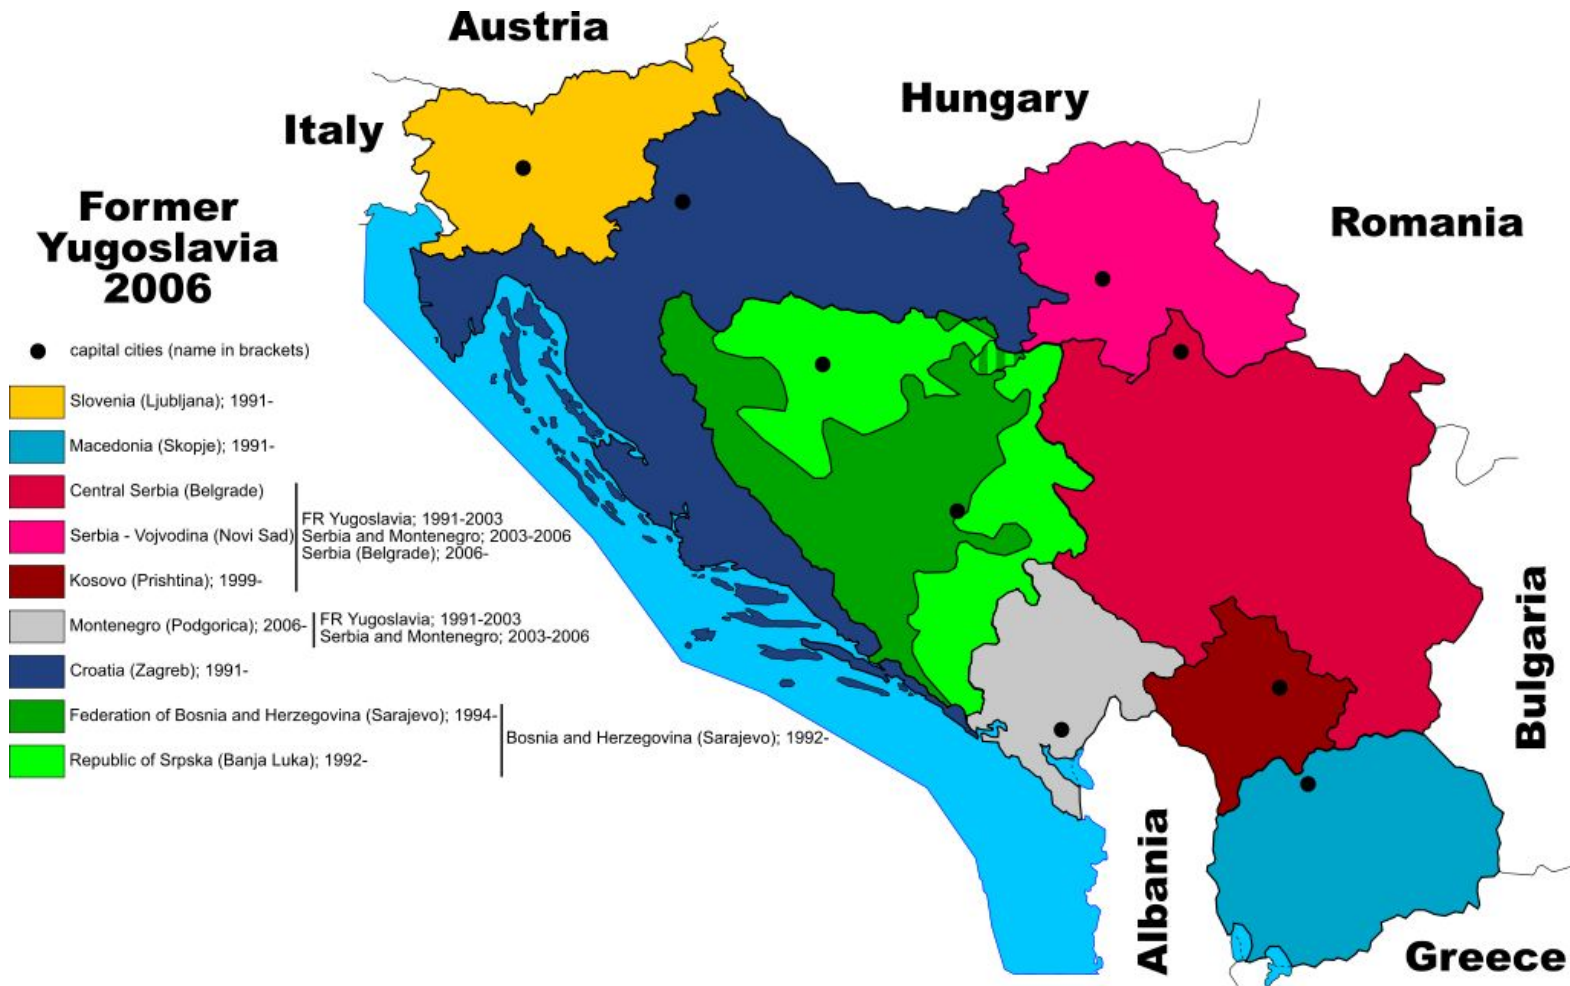 Austria
Hungary
Italy
Romania
Former
Yugoslavia
2006
capital cities (name in brackets)
Slovenia (Ljubljana); 1991-
Macedonia (Skopje); 1991-
Central Serbia (Belgrade)
Serbia - Vojvodina (Novi Sad)
Kosovo (Prishtina); 1999-
FR Yugoslavia; 1991-2003
Serbia and Montenegro; 2003-2006
Serbia (Belgrade); 2006-
Montenegro (Podgorica); 2006-
FR Yugoslavia; 1991-2003
Serbia and Montenegro; 2003-2006
Croatia (Zagreb); 1991-
Federation of Bosnia and Herzegovina (Sarajevo); 1994-
Republic of Srpska (Banja Luka); 1992-
Bosnia and Herzegovina (Sarajevo); 1992-
Bulgaria
Albania
Greece